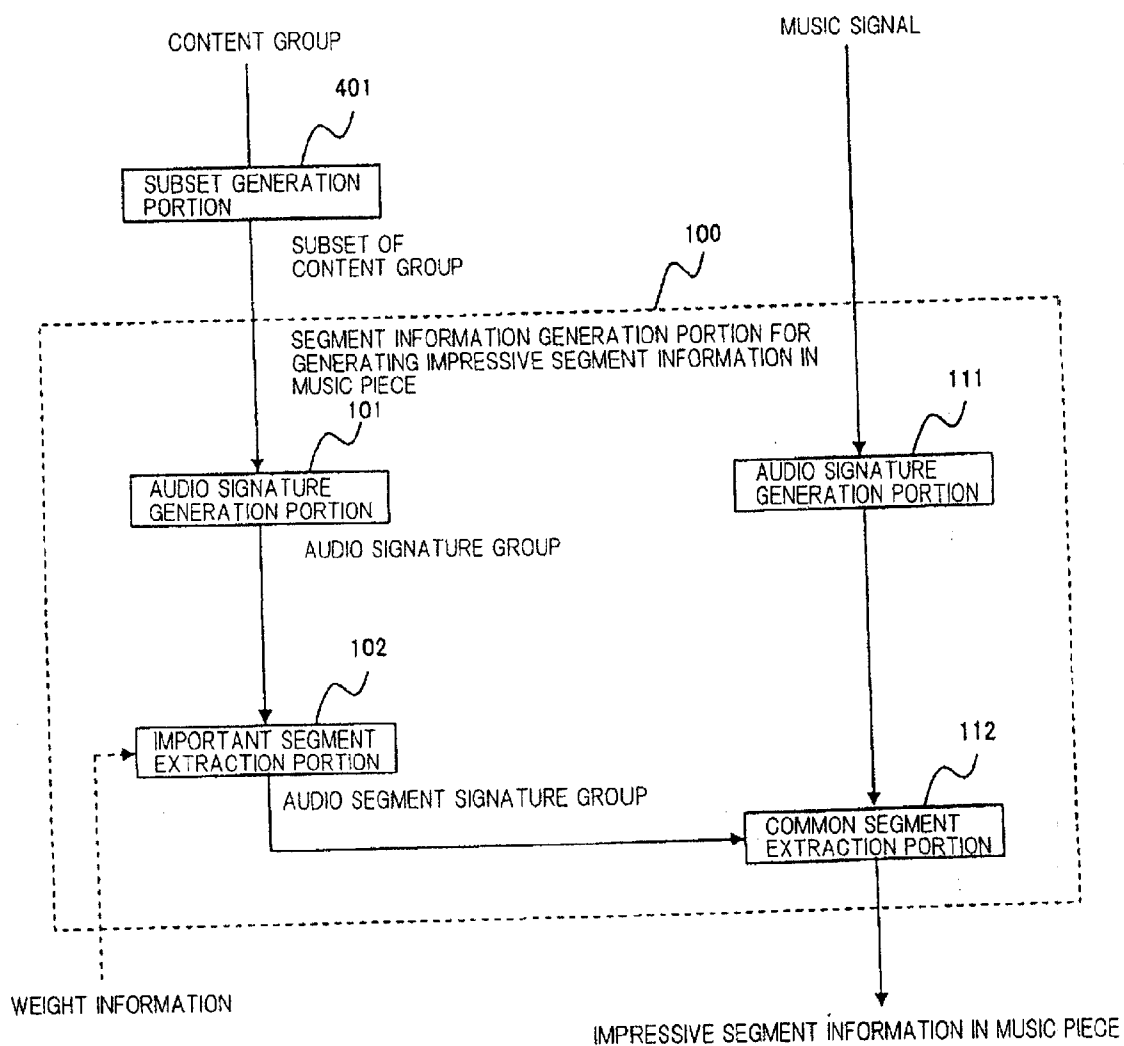 CONTENT GROUP
MUSIC SIGNAL
401
SUBSET GENERATION
PORTION
SUBSET OF
CONTENT GROUP
100
SEGMENT INFORMATION GENERATION PORTION FOR
GENERATING IMPRESSIVE SEGMENT INFORMATION IN
MUSIC PIECE
101
111
AUDIO SIGNATURE
GENERATION PORTION
AUDIO SIGNATURE
GENERATION PORTION
AUDIO SIGNATURE GROUP
102
112
IMPORTANT SEGMENT
EXTRACTION PORTION
AUDIO SEGMENT SIGNATURE GROUP
COMMON SEGMENT
EXTRACTION PORTION
WEIGHT INFORMATION
IMPRESSIVE SEGMENT INFORMATION IN MUSIC PIECE